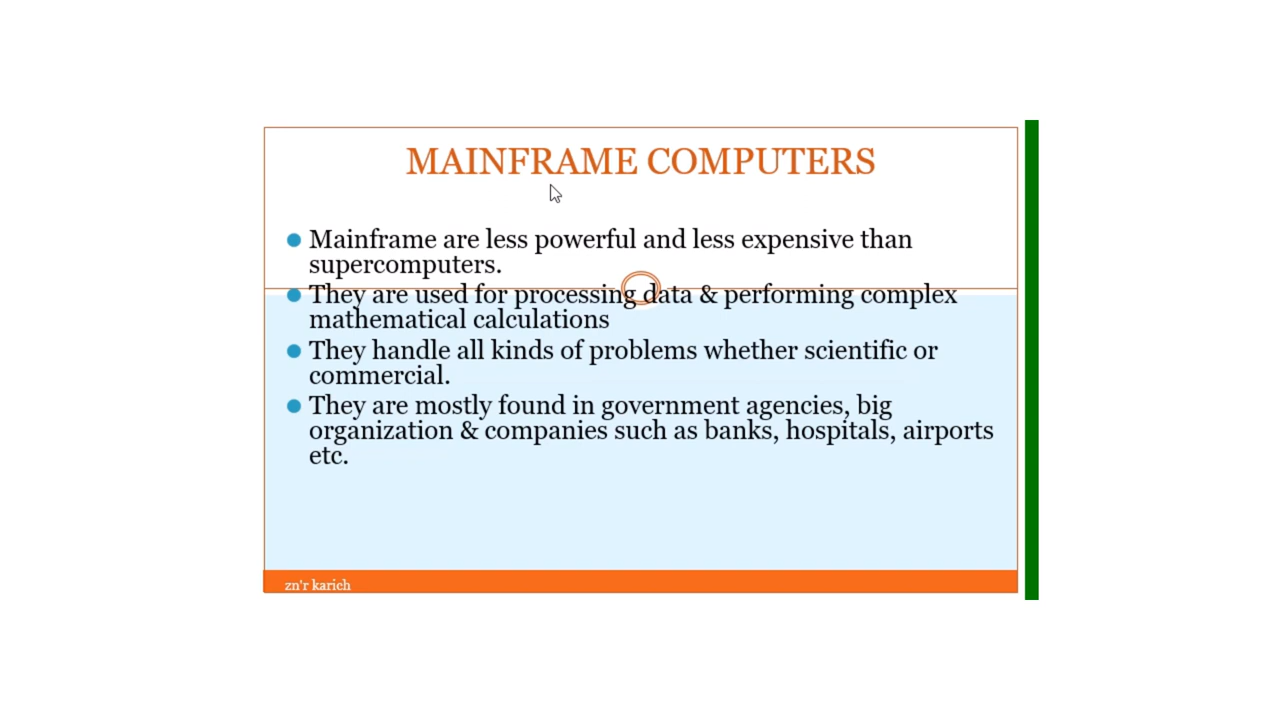 MAINFRAME COMPUTERS
Mainframe are less powerful and less expensive than
supercomputers.
They are used for processing data & performing complex
mathematical calculations
They handle all kinds of problems whether scientific or
commercial.
They are mostly found in government agencies, big
organization & companies such as banks, hospitals, airports
etc.
zn'r karich